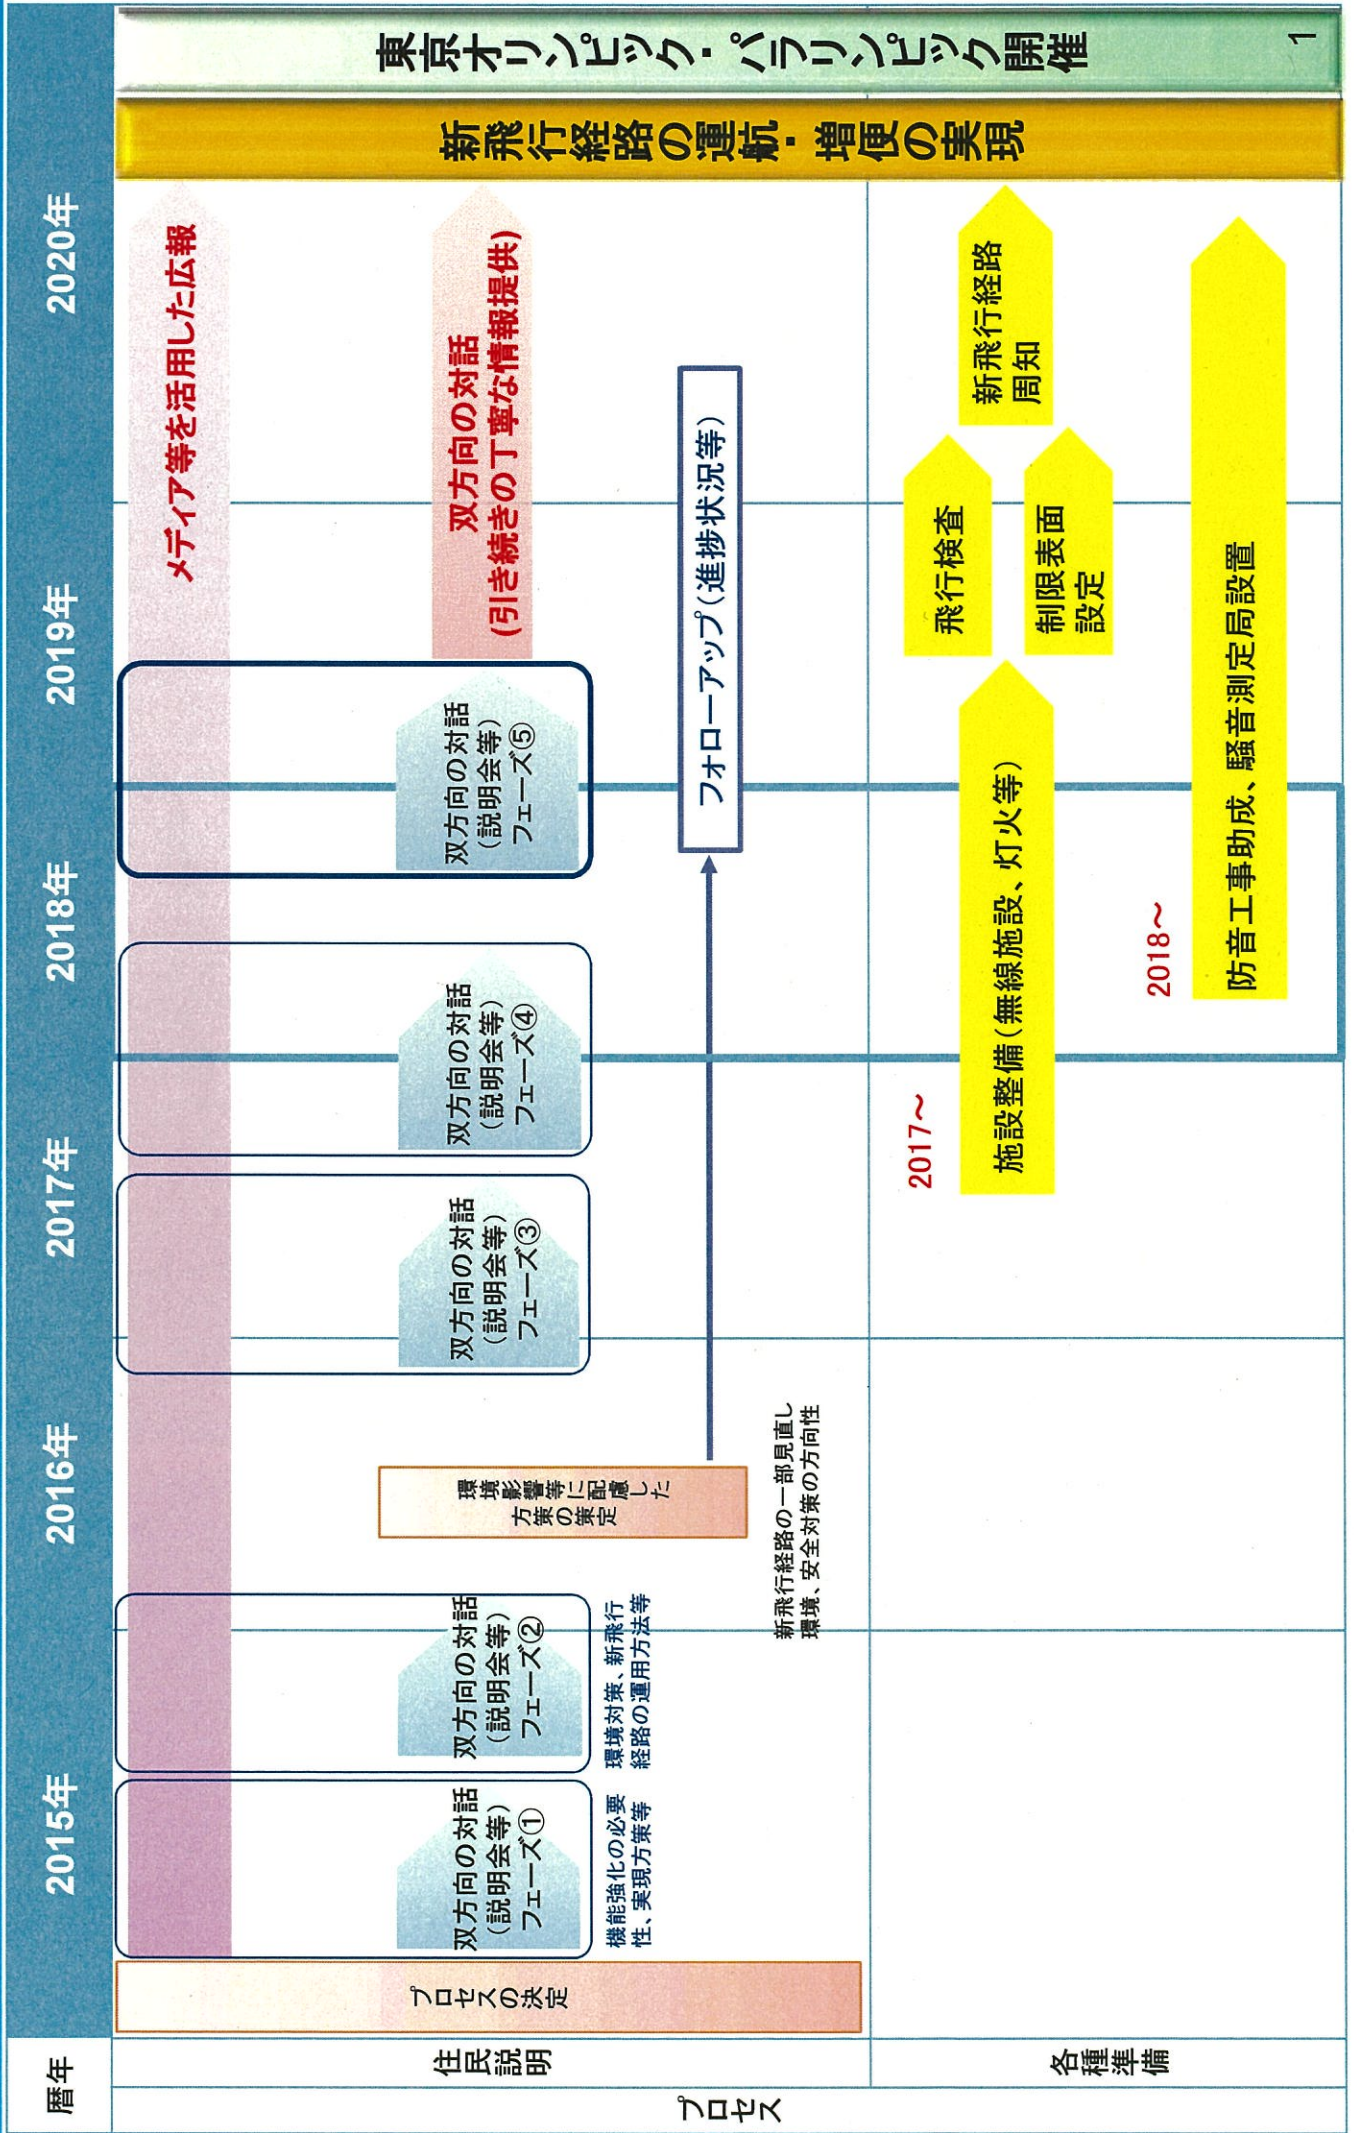 暦年
2015年
2016年
2017年
2018年
2019年
2020年
プロセス
住民説明
プロセスの決定
メディア等を活用した広報
双方向の対話
（説明会等）
フェーズ①
機能強化の必要
性、実現方策等
双方向の対話
（説明会等）
フェーズ②
環境対策、新飛行
経路の運用方法等
環境影響等に配慮した
方策の策定
新飛行経路の一部見直し
環境、安全対策の方向性
双方向の対話
（説明会等）
フェーズ③
双方向の対話
（説明会等）
フェーズ④
双方向の対話
（説明会等）
フェーズ⑤
双方向の対話
(引き続きの丁寧な情報提供)
フォローアップ（進捗状況等）
各種準備
2017～
施設整備（無線施設、灯火等）
飛行検査
制限表面
設定
新飛行経路
周知
2018～
防音工事助成、騒音測定局設置
新飛行経路の運航・増便の実現
東京オリンピック・パラリンピック開催
1